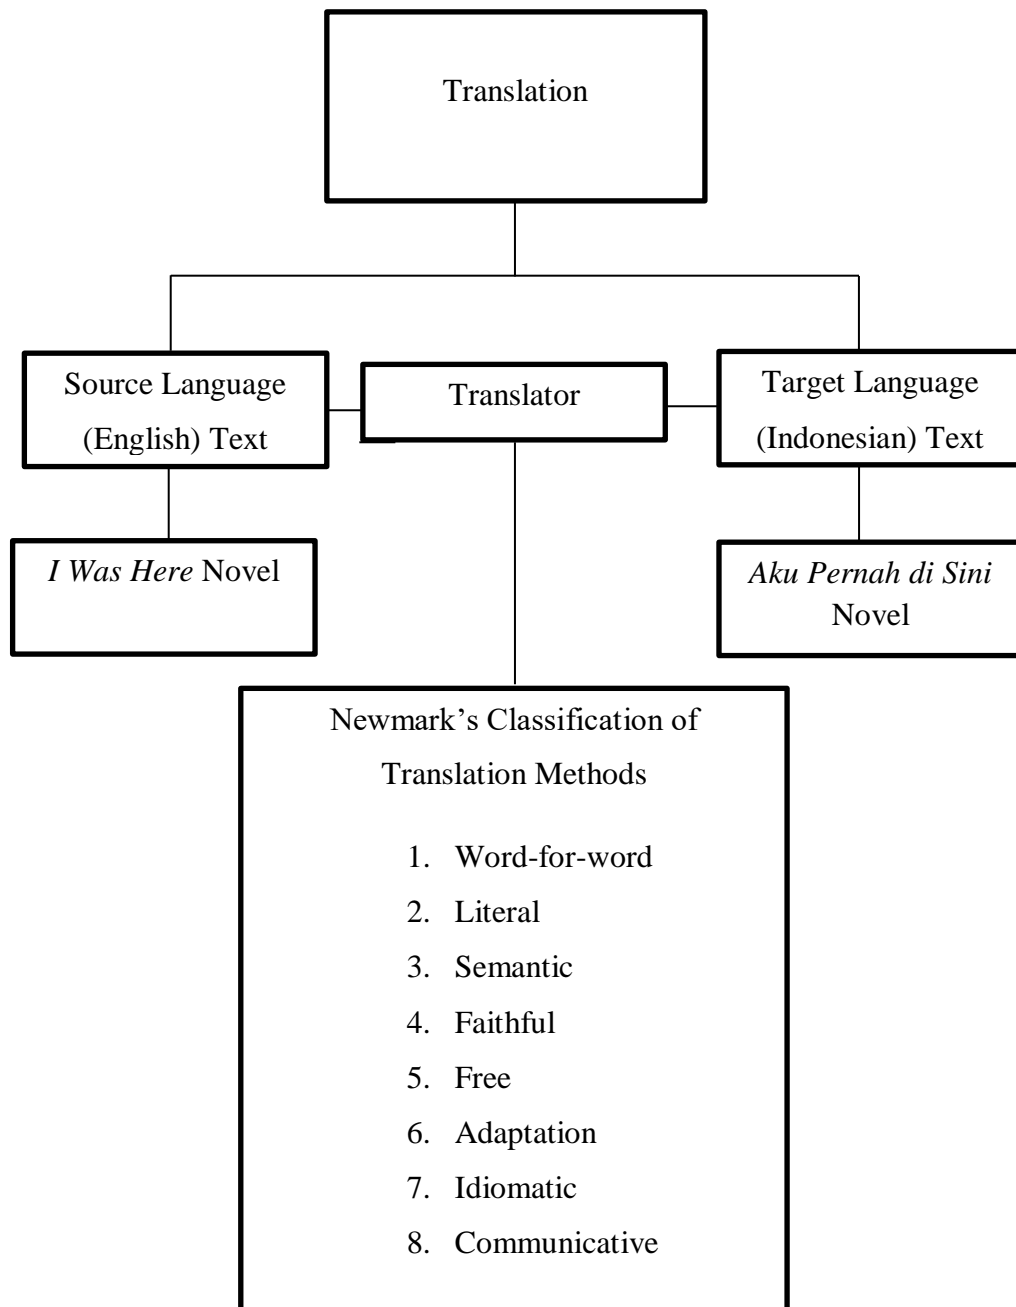 Translation
Source Language
(English) Text
Translator
Target Language
(Indonesian) Text
I Was Here Novel
Aku Pernah di Sini
Novel
Newmark’s Classification of
Translation Methods
1. Word-for-word
2. Literal
3. Semantic
4. Faithful
5. Free
6. Adaptation
7. Idiomatic
8. Communicative